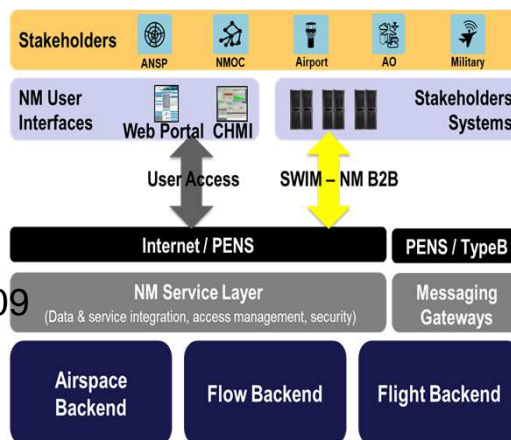 Stakeholders
ANSP
NMOC
Airport
AO
Military
NM User
Interfaces
Web Portal CHMI
Stakeholders
Systems
User Access
SWIM – NM B2B
Internet / PENS
PENS / TypeB
09
NM Service Layer
(Data & service integration, access management, security)
Messaging
Gateways
Airspace
Backend
Flow Backend
Flight Backend